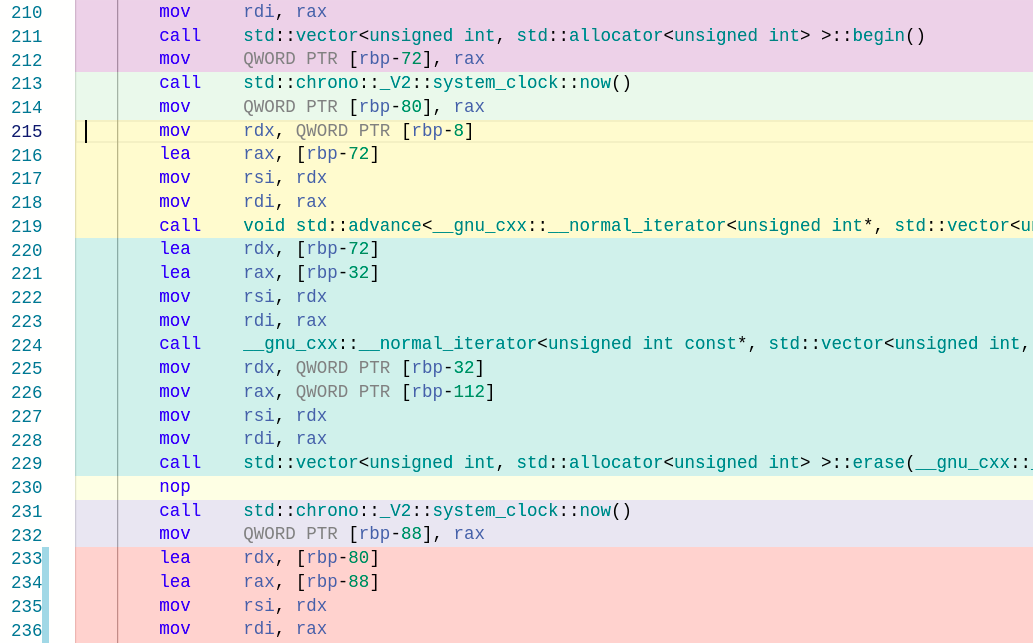 210 mov rdi, rax
211 call std::vector<unsigned int, std::allocator<unsigned int> >::begin()
212 mov QWORD PTR [rbp-72], rax
213 call std::chrono::_V2::system_clock::now()
214 mov QWORD PTR [rbp-80], rax
215 mov rdx, QWORD PTR [rbp-8]
216 lea rax, [rbp-72]
217 mov rsi, rdx
218 mov rdi, rax
219 call void std::advance<__gnu_cxx::__normal_iterator<unsigned int*, std::vector<un
220 lea rdx, [rbp-72]
221 lea rax, [rbp-32]
222 mov rsi, rdx
223 mov rdi, rax
224 call __gnu_cxx::__normal_iterator<unsigned int const*, std::vector<unsigned int,
225 mov rdx, QWORD PTR [rbp-32]
226 mov rax, QWORD PTR [rbp-112]
227 mov rsi, rdx
228 mov rdi, rax
229 call std::vector<unsigned int, std::allocator<unsigned int> >::erase(__gnu_cxx::_
230 nop
231 call std::chrono::_V2::system_clock::now()
232 mov QWORD PTR [rbp-88], rax
233 lea rdx, [rbp-80]
234 lea rax, [rbp-88]
235 mov rsi, rdx
236 mov rdi, rax